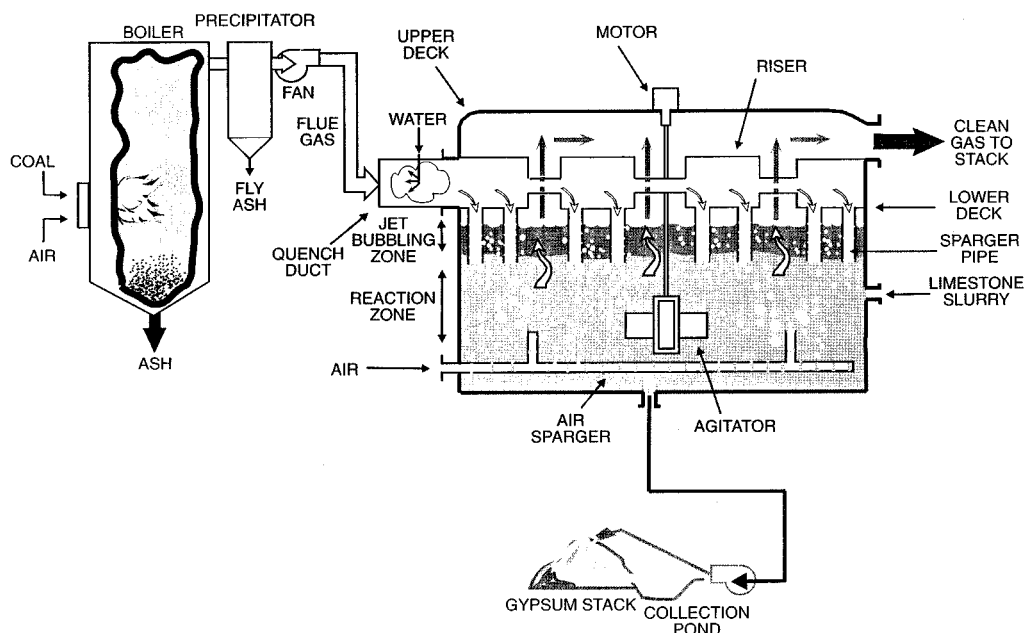 BOILER
PRECIPITATOR
FAN
FLUE
GAS
COAL
AIR
FLY
ASH
ASH
UPPER
DECK
MOTOR
RISER
WATER
CLEAN
GAS TO
STACK
QUENCH
DUCT
JET
BUBBLING
ZONE
LOWER
DECK
SPARGER
PIPE
REACTION
ZONE
LIMESTONE
SLURRY
AIR
AIR
SPARGER
AGITATOR
GYPSUM STACK
COLLECTION
POND